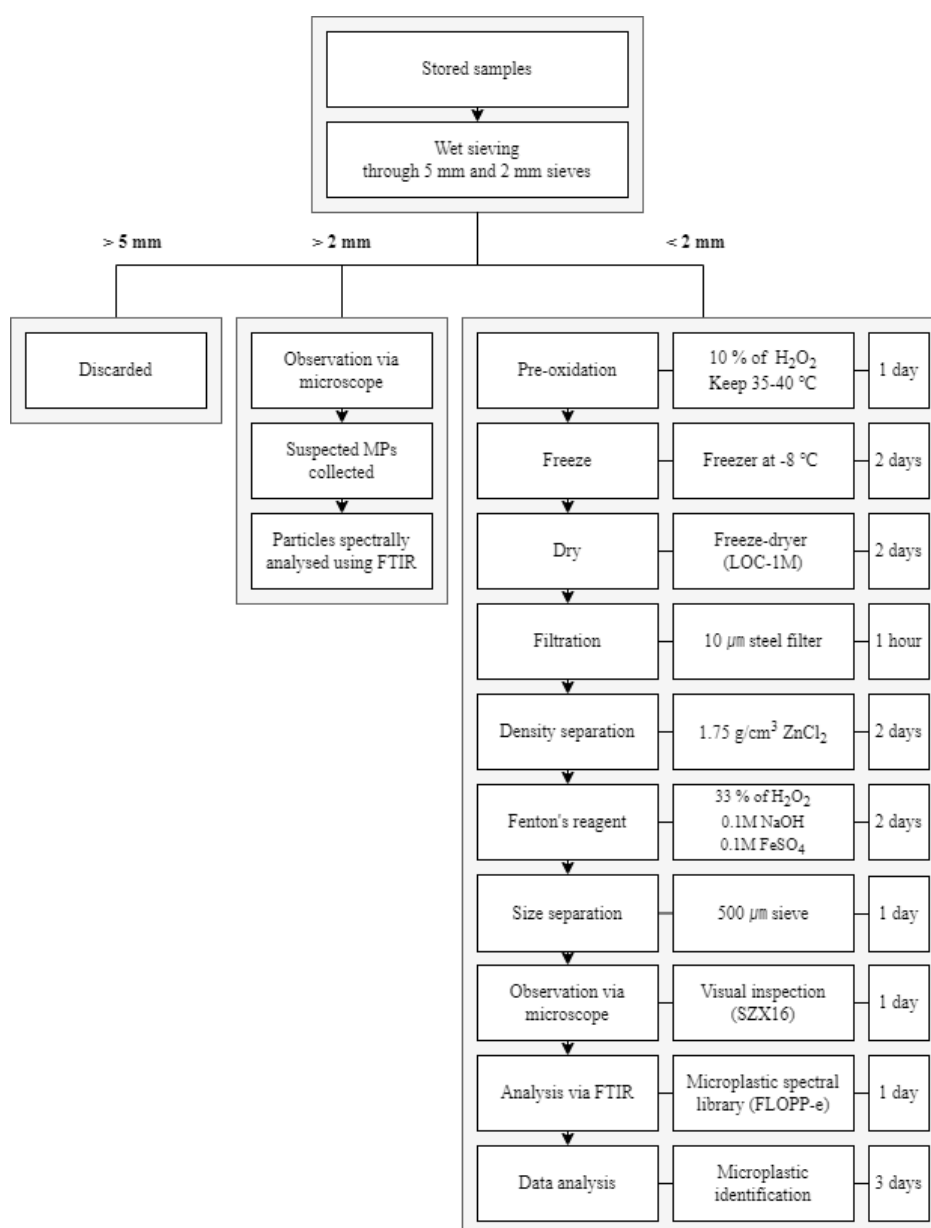 Stored samples
Wet sieving
through 5 mm and 2 mm sieves
> 5 mm
> 2 mm
< 2 mm
Discarded
Observation via
microscope
Suspected MPs
collected
Particles spectrally
analysed using FTIR
Pre-oxidation
10 % of H₂O₂
Keep 35-40 ℃
1 day
Freeze
Freezer at -8 ℃
2 days
Dry
Freeze-dryer
(LOC-1M)
2 days
Filtration
10 ㎛ steel filter
1 hour
Density separation
1.75 g/cm³ ZnCl₂
2 days
Fenton's reagent
33 % of H₂O₂
0.1M NaOH
0.1M FeSO₄
2 days
Size separation
500 ㎛ sieve
1 day
Observation via
microscope
Visual inspection
(SZX16)
1 day
Analysis via FTIR
Microplastic spectral
library (FLOPP-e)
1 day
Data analysis
Microplastic
identification
3 days